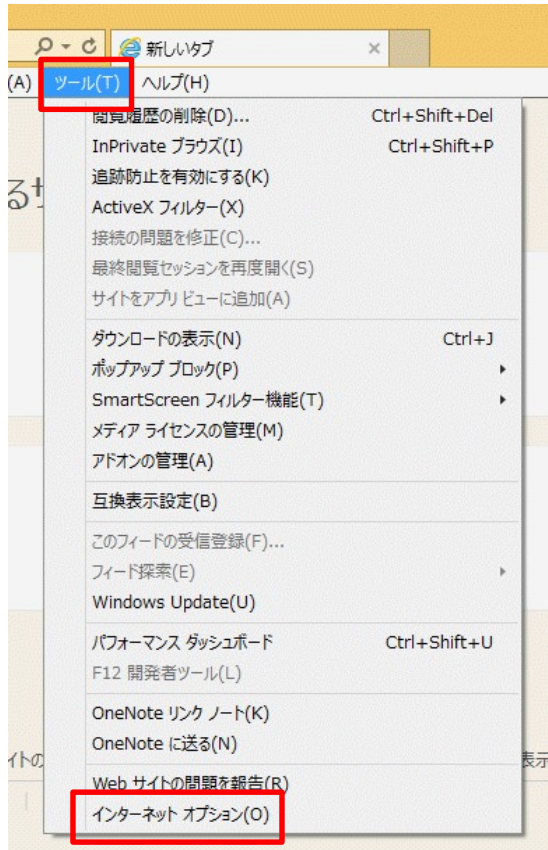 新しいタブ
(A) ツール(T) ヘルプ(H)
閲覧履歴の削除(D)... Ctrl+Shift+Del
InPrivate ブラウズ(I) Ctrl+Shift+P
追跡防止を有効にする(K)
るサ
ActiveX フィルター(X)
接続の問題を修正(C)...
最終閲覧セッションを再度開く(S)
サイトをアプリ ビューに追加(A)
ダウンロードの表示(N) Ctrl+J
ポップアップ ブロック(P)
SmartScreen フィルター機能(T)
メディア ライセンスの管理(M)
アドオンの管理(A)
互換表示設定(B)
このフィードの受信登録(F)...
フィード探索(E)
Windows Update(U)
パフォーマンス ダッシュボード Ctrl+Shift+U
F12 開発者ツール(L)
OneNote リンク ノート(K)
OneNote に送る(N)
イトの 表示
Web サイトの問題を報告(R)
インターネット オプション(O)